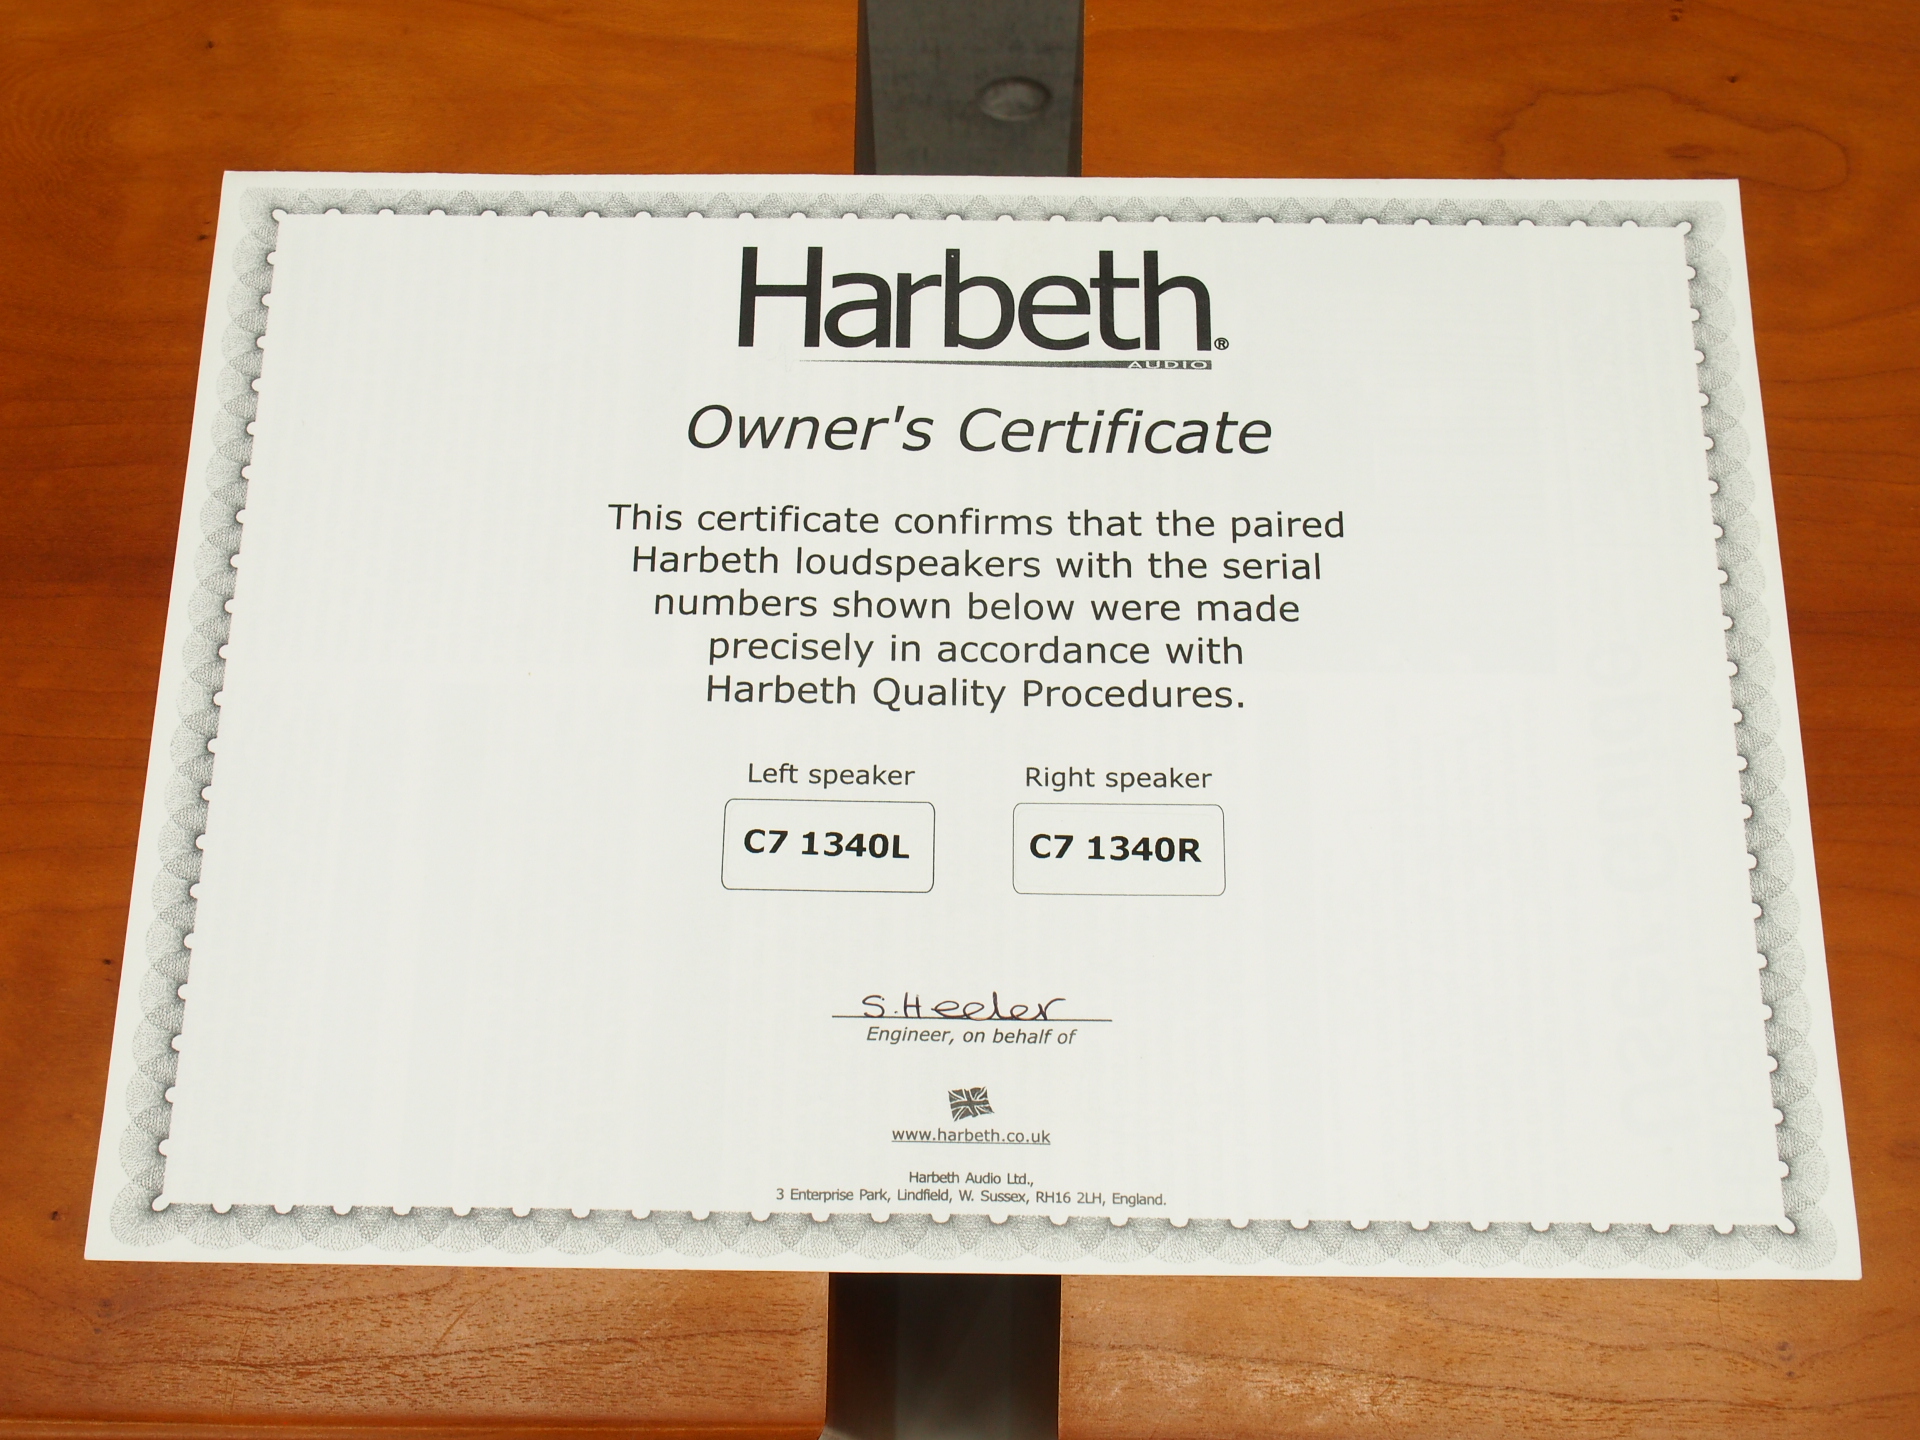 Harbeth®
AUDIO
Owner's Certificate
This certificate confirms that the paired
Harbeth loudspeakers with the serial
numbers shown below were made
precisely in accordance with
Harbeth Quality Procedures.
Left speaker Right speaker
C7 1340L C7 1340R
S.Heeler
Engineer, on behalf of
www.harbeth.co.uk
Harbeth Audio Ltd.,
3 Enterprise Park, Lindfield, W. Sussex, RH16 2LH, England.